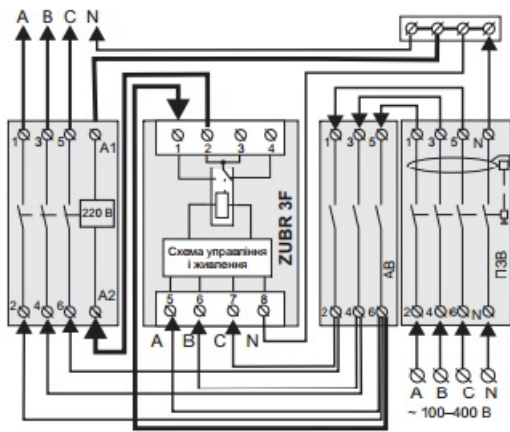 A B C N
1 3 5 A1
220 В
2 4 6 A2
1 2 3 4
ZUBR 3F
Схема управління
і живлення
5 6 7 8
A B C N
1 3 5
АВ
2 4 6
1 3 5 N
ПЗВ
2 4 6 N
A B C N
~ 100–400 В